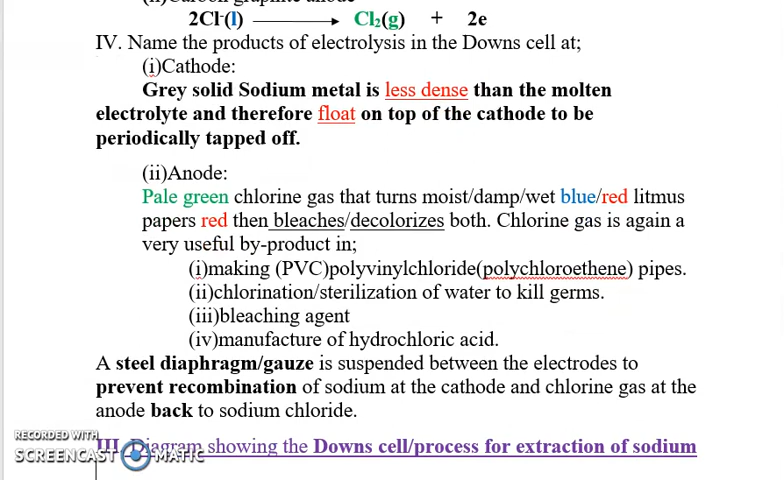 2Cl-(l) Cl2(g) + 2e
IV. Name the products of electrolysis in the Downs cell at;
(i)Cathode:
Grey solid Sodium metal is less dense than the molten
electrolyte and therefore float on top of the cathode to be
periodically tapped off.
(ii)Anode:
Pale green chlorine gas that turns moist/damp/wet blue/red litmus
papers red then bleaches/decolorizes both. Chlorine gas is again a
very useful by-product in;
(i)making (PVC)polyvinylchloride(polychloroethene) pipes.
(ii)chlorination/sterilization of water to kill germs.
(iii)bleaching agent
(iv)manufacture of hydrochloric acid.
A steel diaphragm/gauze is suspended between the electrodes to
prevent recombination of sodium at the cathode and chlorine gas at the
anode back to sodium chloride.
III. Diagram showing the Downs cell/process for extraction of sodium
RECORDED WITH
SCREENCAST MATIC